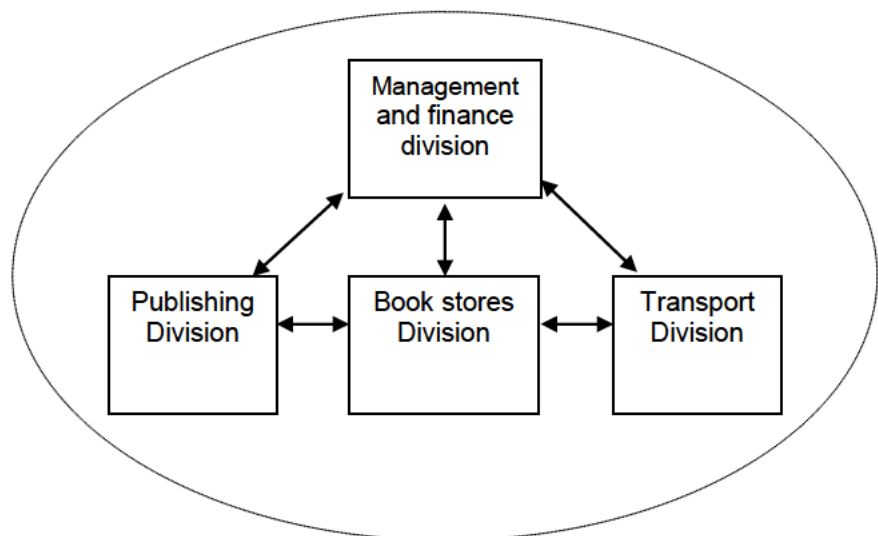 Management
and finance
division
Publishing
Division
Book stores
Division
Transport
Division